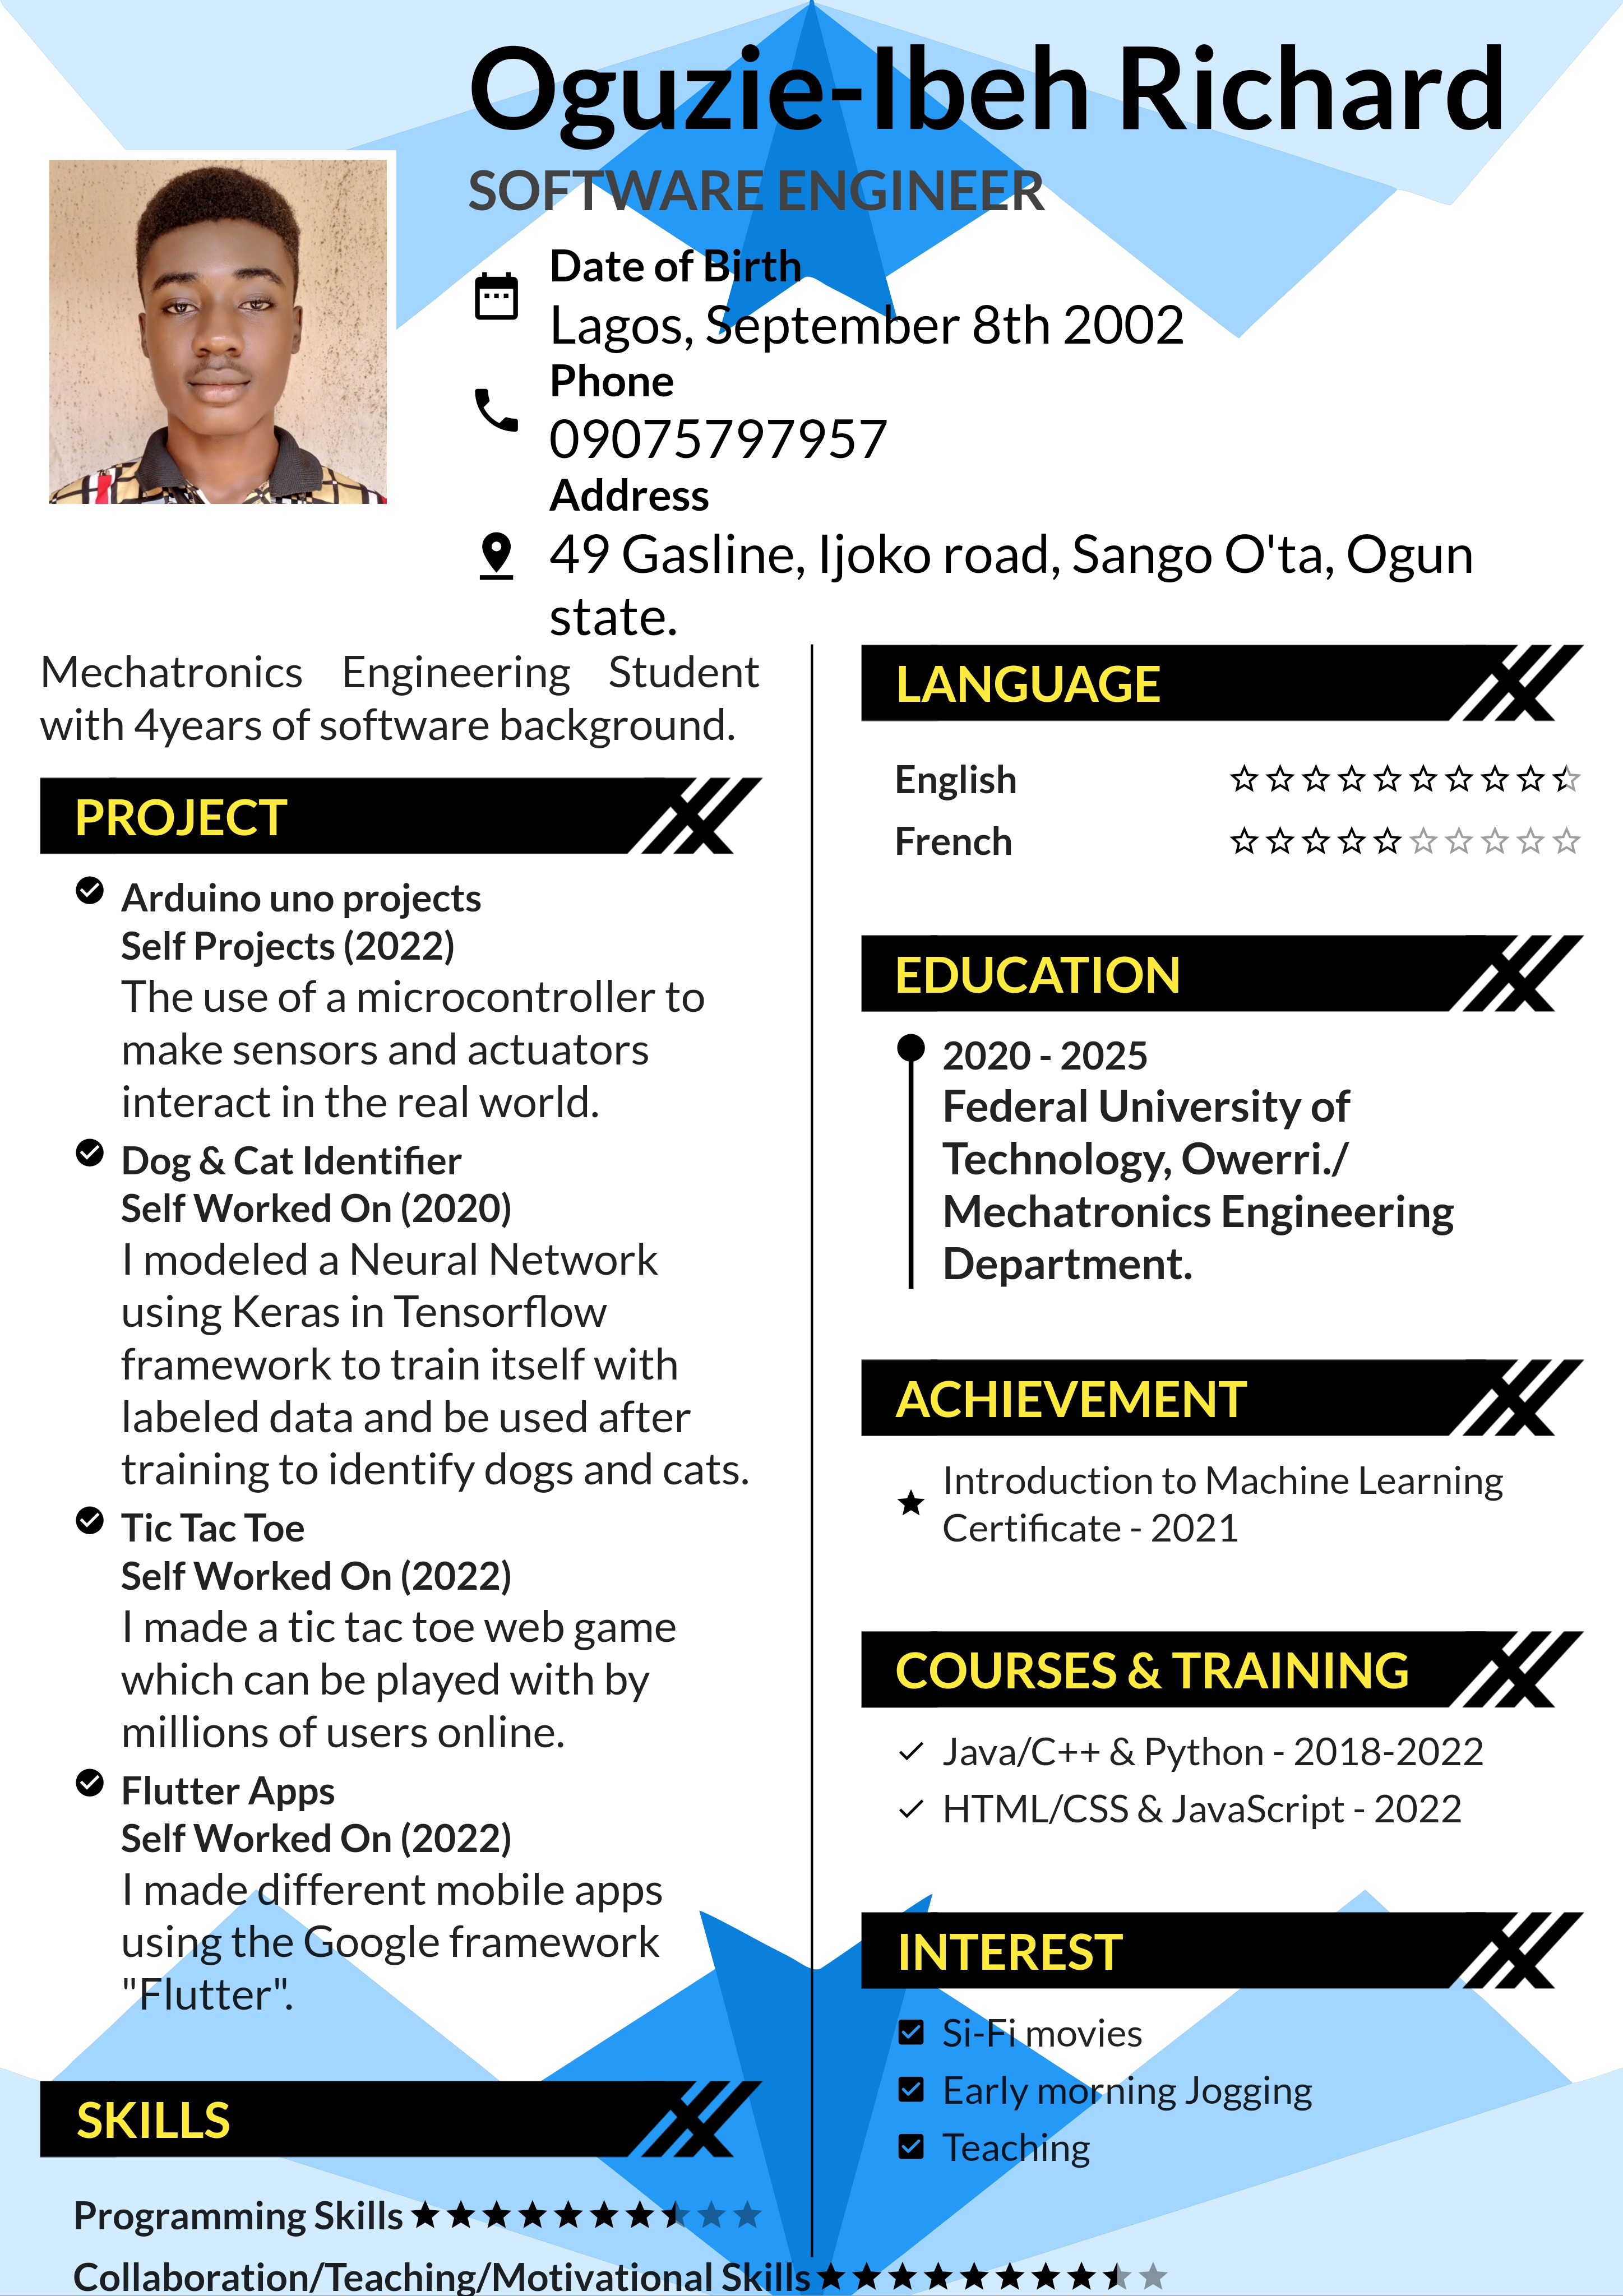 Oguzie-Ibeh Richard
SOFTWARE ENGINEER
Date of Birth
Lagos, September 8th 2002
Phone
09075797957
Address
49 Gasline, Ijoko road, Sango O'ta, Ogun
state.
Mechatronics Engineering Student
with 4years of software background.
PROJECT
Arduino uno projects
Self Projects (2022)
The use of a microcontroller to
make sensors and actuators
interact in the real world.
Dog & Cat Identifier
Self Worked On (2020)
I modeled a Neural Network
using Keras in Tensorflow
framework to train itself with
labeled data and be used after
training to identify dogs and cats.
Tic Tac Toe
Self Worked On (2022)
I made a tic tac toe web game
which can be played with by
millions of users online.
Flutter Apps
Self Worked On (2022)
I made different mobile apps
using the Google framework
"Flutter".
SKILLS
Programming Skills
Collaboration/Teaching/Motivational Skills
LANGUAGE
English
French
EDUCATION
2020 - 2025
Federal University of
Technology, Owerri./
Mechatronics Engineering
Department.
ACHIEVEMENT
Introduction to Machine Learning
Certificate - 2021
COURSES & TRAINING
Java/C++ & Python - 2018-2022
HTML/CSS & JavaScript - 2022
INTEREST
Si-Fi movies
Early morning Jogging
Teaching